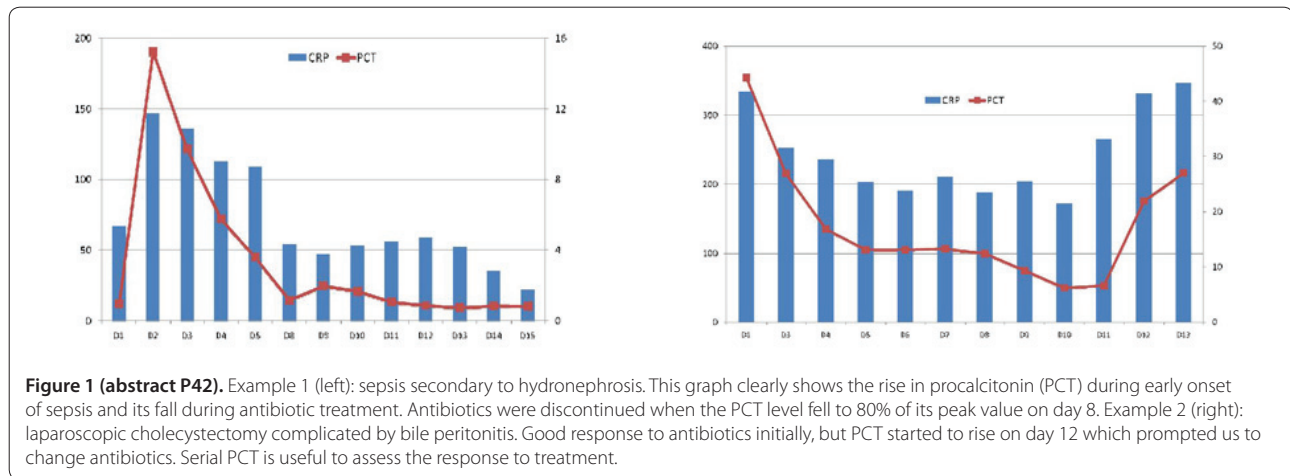 200
150
100
50
0
16
12
8
4
0
CRP PCT
D1 D2 D3 D4 D5 D8 D9 D10 D11 D12 D13 D14 D15
400
300
200
100
0
50
40
30
20
10
0
CRP PCT
D1 D3 D4 D5 D6 D7 D8 D9 D10 D11 D12 D13
Figure 1 (abstract P42). Example 1 (left): sepsis secondary to hydronephrosis. This graph clearly shows the rise in procalcitonin (PCT) during early onset
of sepsis and its fall during antibiotic treatment. Antibiotics were discontinued when the PCT level fell to 80% of its peak value on day 8. Example 2 (right):
laparoscopic cholecystectomy complicated by bile peritonitis. Good response to antibiotics initially, but PCT started to rise on day 12 which prompted us to
change antibiotics. Serial PCT is useful to assess the response to treatment.